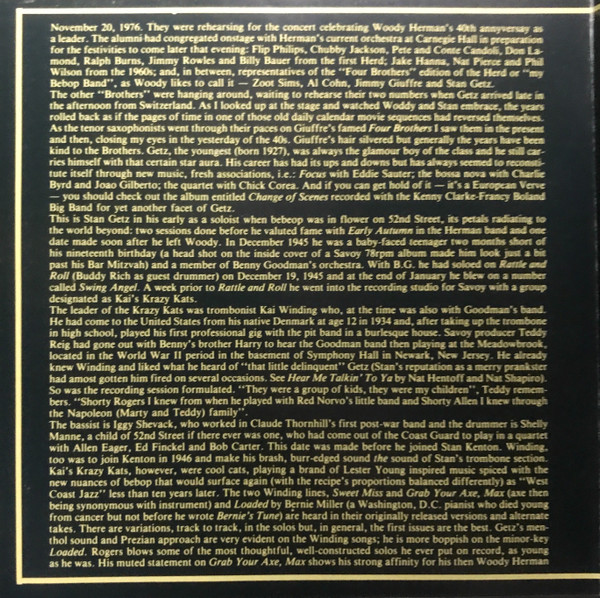 November 20, 1976. They were rehearsing for the concert celebrating Woody Herman's 40th annyversay as
a leader. The alumni had congregated onstage with Herman's current orchestra at Carnegie Hall in preparation
for the festivities to come later that evening: Flip Philips, Chubby Jackson, Pete and Conte Candoli, Don La-
mond, Ralph Burns, Jimmy Rowles and Billy Bauer from the first Herd; Jake Hanna, Nat Pierce and Phil
Wilson from the 1960s; and, in between, representatives of the "Four Brothers" edition of the Herd or "my
Bebop Band", as Woody likes to call it — Zoot Sims, Al Cohn, Jimmy Giuffre and Stan Getz.
The other "Brothers" were hanging around, waiting to rehearse their two numbers when Getz arrived late in
the afternoon from Switzerland. As I looked up at the stage and watched Woddy and Stan embrace, the years
rolled back as if the pages of time in one of those old daily calendar movie sequences had reversed themselves.
As the tenor saxophonists went through their paces on Giuffre's famed Four Brothers I saw them in the present
and then, closing my eyes in the yesterday of the 40s. Giuffre's hair silvered but generally the years have been
kind to the Brothers. Getz, the youngest (born 1927), was always the glamour boy of the class and he still car-
ries himself with that certain star aura. His career has had its ups and downs but has always seemed to reconsti-
tute itself through new music, fresh associations, i.e.: Focus with Eddie Sauter; the bossa nova with Charlie
Byrd and Joao Gilberto; the quartet with Chick Corea. And if you can get hold of it — it's a European Verve
— you should check out the album entitled Change of Scenes recorded with the Kenny Clarke-Francy Boland
Big Band for yet another facet of Getz.
This is Stan Getz in his early as a soloist when bebeop was in flower on 52nd Street, its petals radiating to
the world beyond: two sessions done before he valuted fame with Early Autumn in the Herman band and one
date made soon after he left Woody. In December 1945 he was a baby-faced teenager two months short of
his nineteenth birthday (a head shot on the inside cover of a Savoy 78rpm album made him look just a bit
past his Bar Mitzvah) and a member of Benny Goodman's orchestra. With B.G. he had soloed on Rattle and
Roll (Buddy Rich as guest drummer) on December 19, 1945 and at the end of January he blew on a number
called Swing Angel. A week prior to Rattle and Roll he went into the recording studio for Savoy with a group
designated as Kai's Krazy Kats.
The leader of the Krazy Kats was trombonist Kai Winding who, at the time was also with Goodman's band.
He had come to the United States from his native Denmark at age 12 in 1934 and, after taking up the trombone
in high school, played his first professional gig with the pit band in a burlesque house. Savoy producer Teddy
Reig had gone out with Benny's brother Harry to hear the Goodman band then playing at the Meadowbrook,
located in the World War II period in the basement of Symphony Hall in Newark, New Jersey. He already
knew Winding and liked what he heard of "that little delinquent" Getz (Stan's reputation as a merry prankster
had amost gotten him fired on several occasions. See Hear Me Talkin' To Ya by Nat Hentoff and Nat Shapiro).
So was the recording session formulated. "They were a group of kids, they were my children", Teddy remem-
bers. "Shorty Rogers I knew from when he played with Red Norvo's little band and Shorty Allen I knew through
the Napoleon (Marty and Teddy) family".
The bassist is Iggy Shevack, who worked in Claude Thornhill's first post-war band and the drummer is Shelly
Manne, a child of 52nd Street if there ever was one, who had come out of the Coast Guard to play in a quartet
with Allen Eager, Ed Finckel and Bob Carter. This date was made before he joined Stan Kenton. Winding,
too was to join Kenton in 1946 and make his brash, burr-edged sound the sound of Stan's trombone section.
Kai's Krazy Kats, however, were cool cats, playing a brand of Lester Young inspired music spiced with the
new nuances of bebop that would surface again (with the recipe's proportions balanced differently) as "West
Coast Jazz" less than ten years later. The two Winding lines, Sweet Miss and Grab Your Axe, Max (axe then
being synonymous with instrument) and Loaded by Bernie Miller (a Washington, D.C. pianist who died young
from cancer but not before he wrote Bernie's Tune) are heard in their originally released versions and alternate
takes. There are variations, track to track, in the solos but, in general, the first issues are the best. Getz's men-
thol sound and Prezian approach are very evident on the Winding songs; he is more boppish on the minor-key
Loaded. Rogers blows some of the most thoughtful, well-constructed solos he ever put on record, as young
as he was. His muted statement on Grab Your Axe, Max shows his strong affinity for his then Woody Herman